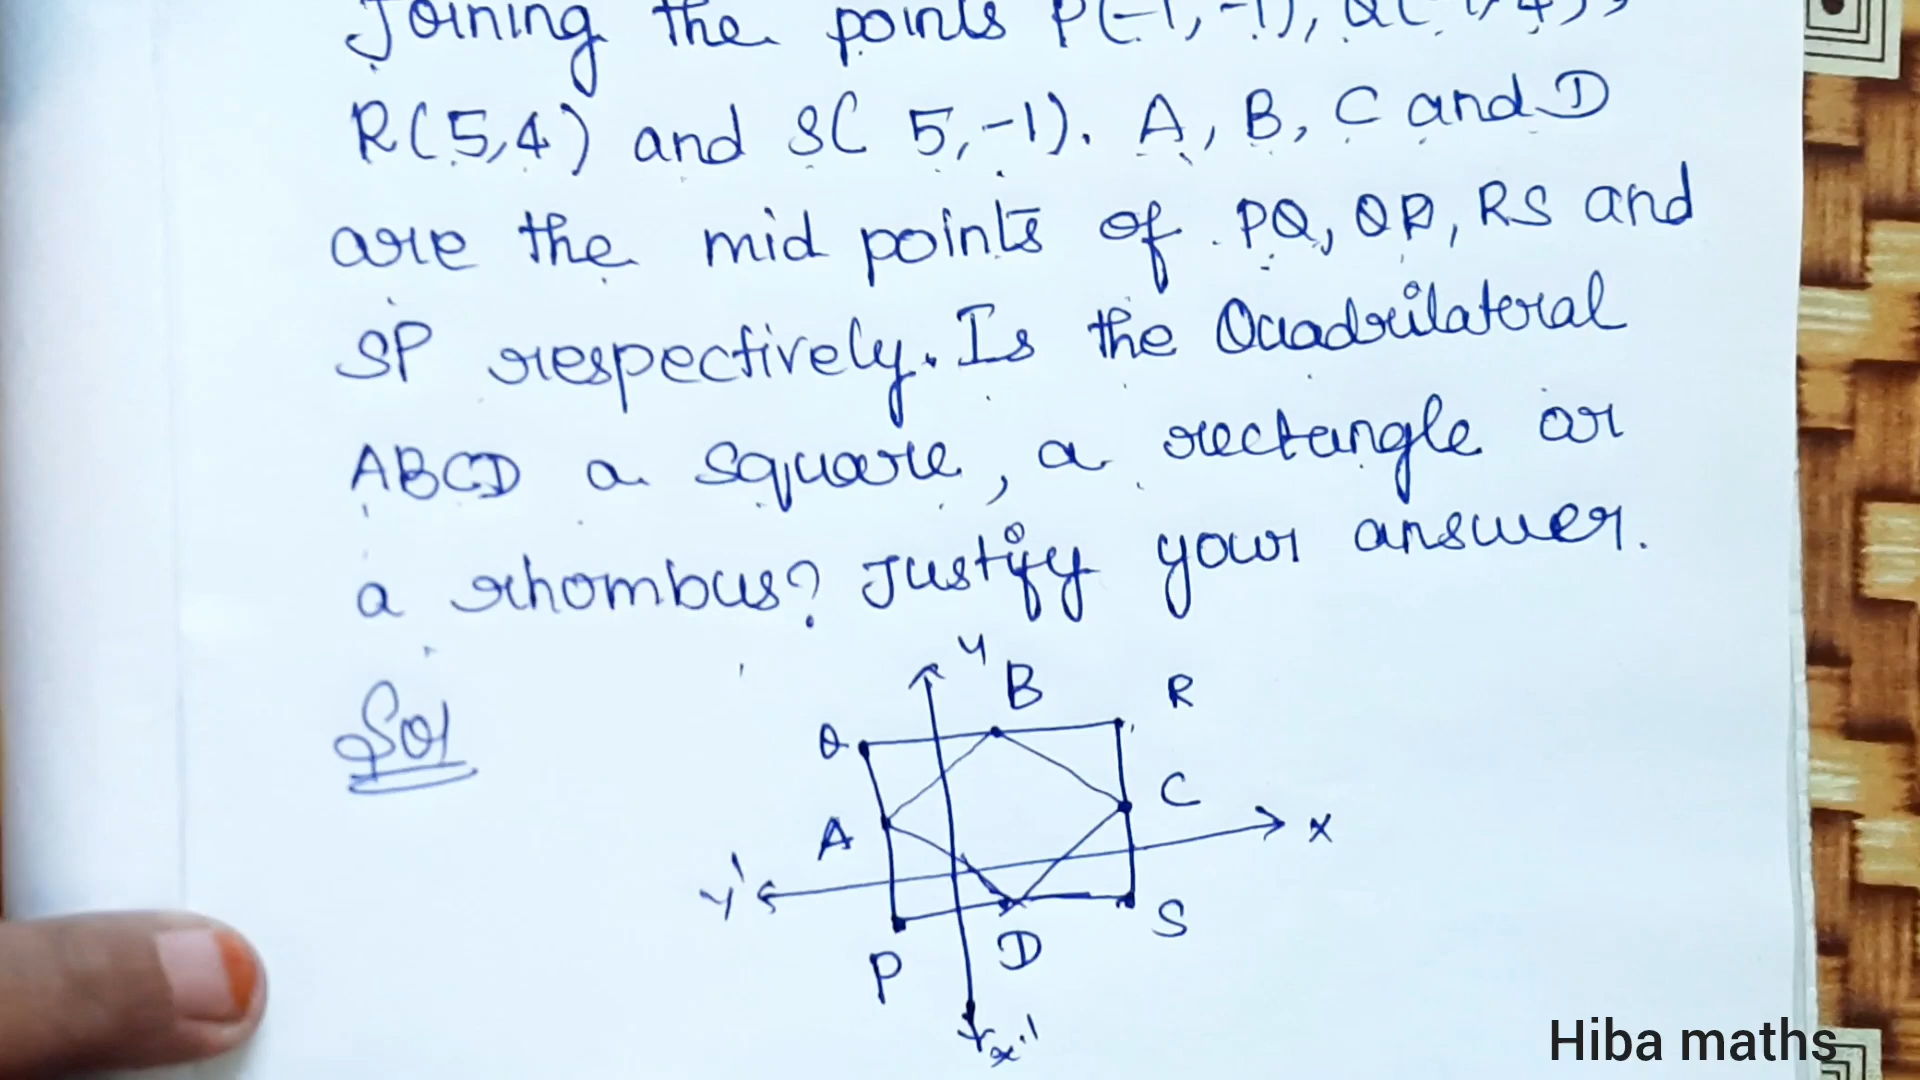 Joining the points P(-1,-1), Q(-1,4),
R(5,4) and S( 5,-1). A, B, C and D
are the mid points of PQ, QR, RS and
SP respectively. Is the Quadrilateral
ABCD a square, a rectangle or
a rhombus? Justify your answer.
Sol
Y
B
R
Q
C
A
X
Y'
S
D
P
x'
Hiba maths